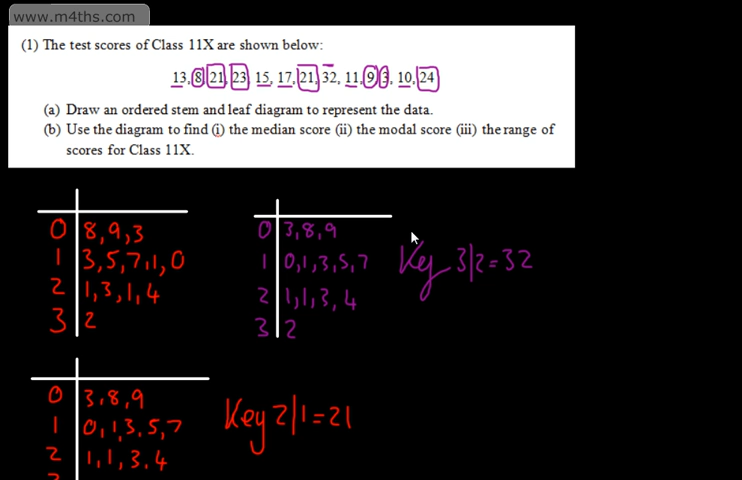 www.m4ths.com
(1) The test scores of Class 11X are shown below:
13, 8, 21, 23, 15, 17, 21, 32, 11, 9, 3, 10, 24
(a) Draw an ordered stem and leaf diagram to represent the data.
(b) Use the diagram to find (i) the median score (ii) the modal score (iii) the range of
scores for Class 11X.
0 8, 9, 3
1 3, 5, 7, 1, 0
2 1, 3, 1, 4
3 2
0 3, 8, 9
1 0, 1, 3, 5, 7
2 1, 1, 3, 4
3 2
Key 3|2 = 32
0 3, 8, 9
1 0, 1, 3, 5, 7
2 1, 1, 3, 4
Key 2|1 = 21